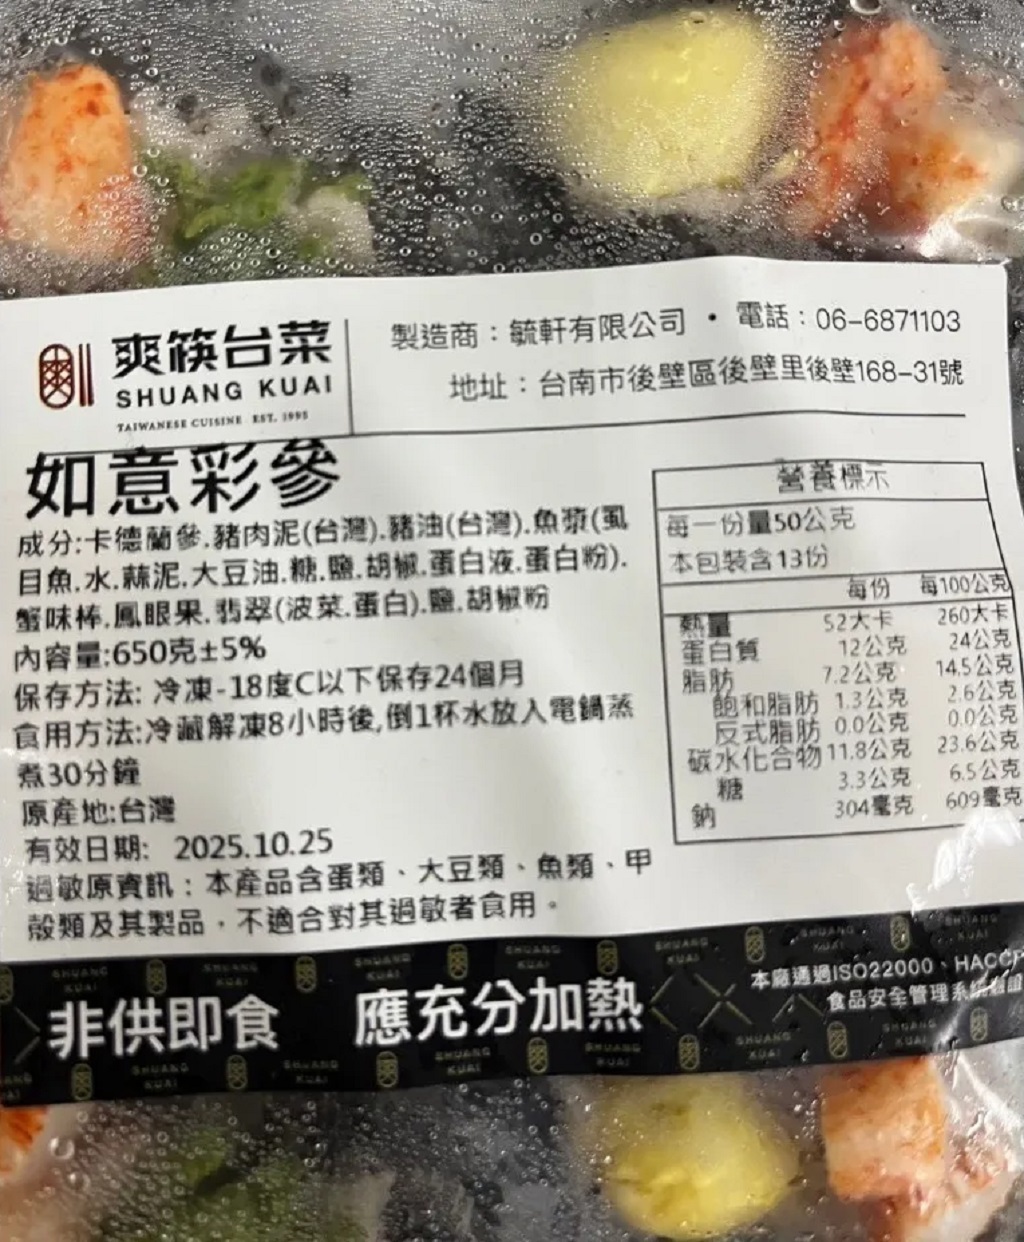 爽筷台菜
SHUANG KUAI
TAIWANESE CUISINE EST. 1995
製造商：毓軒有限公司 · 電話：06-6871103
地址：台南市後壁區後壁里後壁168-31號
如意彩參
成分:卡德蘭參.豬肉泥(台灣).豬油(台灣).魚漿(虱
目魚.水.蒜泥.大豆油.糖.鹽.胡椒.蛋白液.蛋白粉).
蟹味棒.鳳眼果.翡翠(波菜.蛋白).鹽.胡椒粉
內容量:650克±5%
保存方法: 冷凍-18度C以下保存24個月
食用方法:冷藏解凍8小時後,倒1杯水放入電鍋蒸
煮30分鐘
原產地:台灣
有效日期: 2025.10.25
過敏原資訊：本產品含蛋類、大豆類、魚類、甲
殼類及其製品，不適合對其過敏者食用。
營養標示
每一份量50公克
本包裝含13份
每份 每100公克
熱量 52大卡 260大卡
蛋白質 12公克 24公克
脂肪 7.2公克 14.5公克
飽和脂肪 1.3公克 2.6公克
反式脂肪 0.0公克 0.0公克
碳水化合物 11.8公克 23.6公克
糖 3.3公克 6.5公克
鈉 304毫克 609毫克
非供即食 應充分加熱
本廠通過ISO22000、HACCP
食品安全管理系統